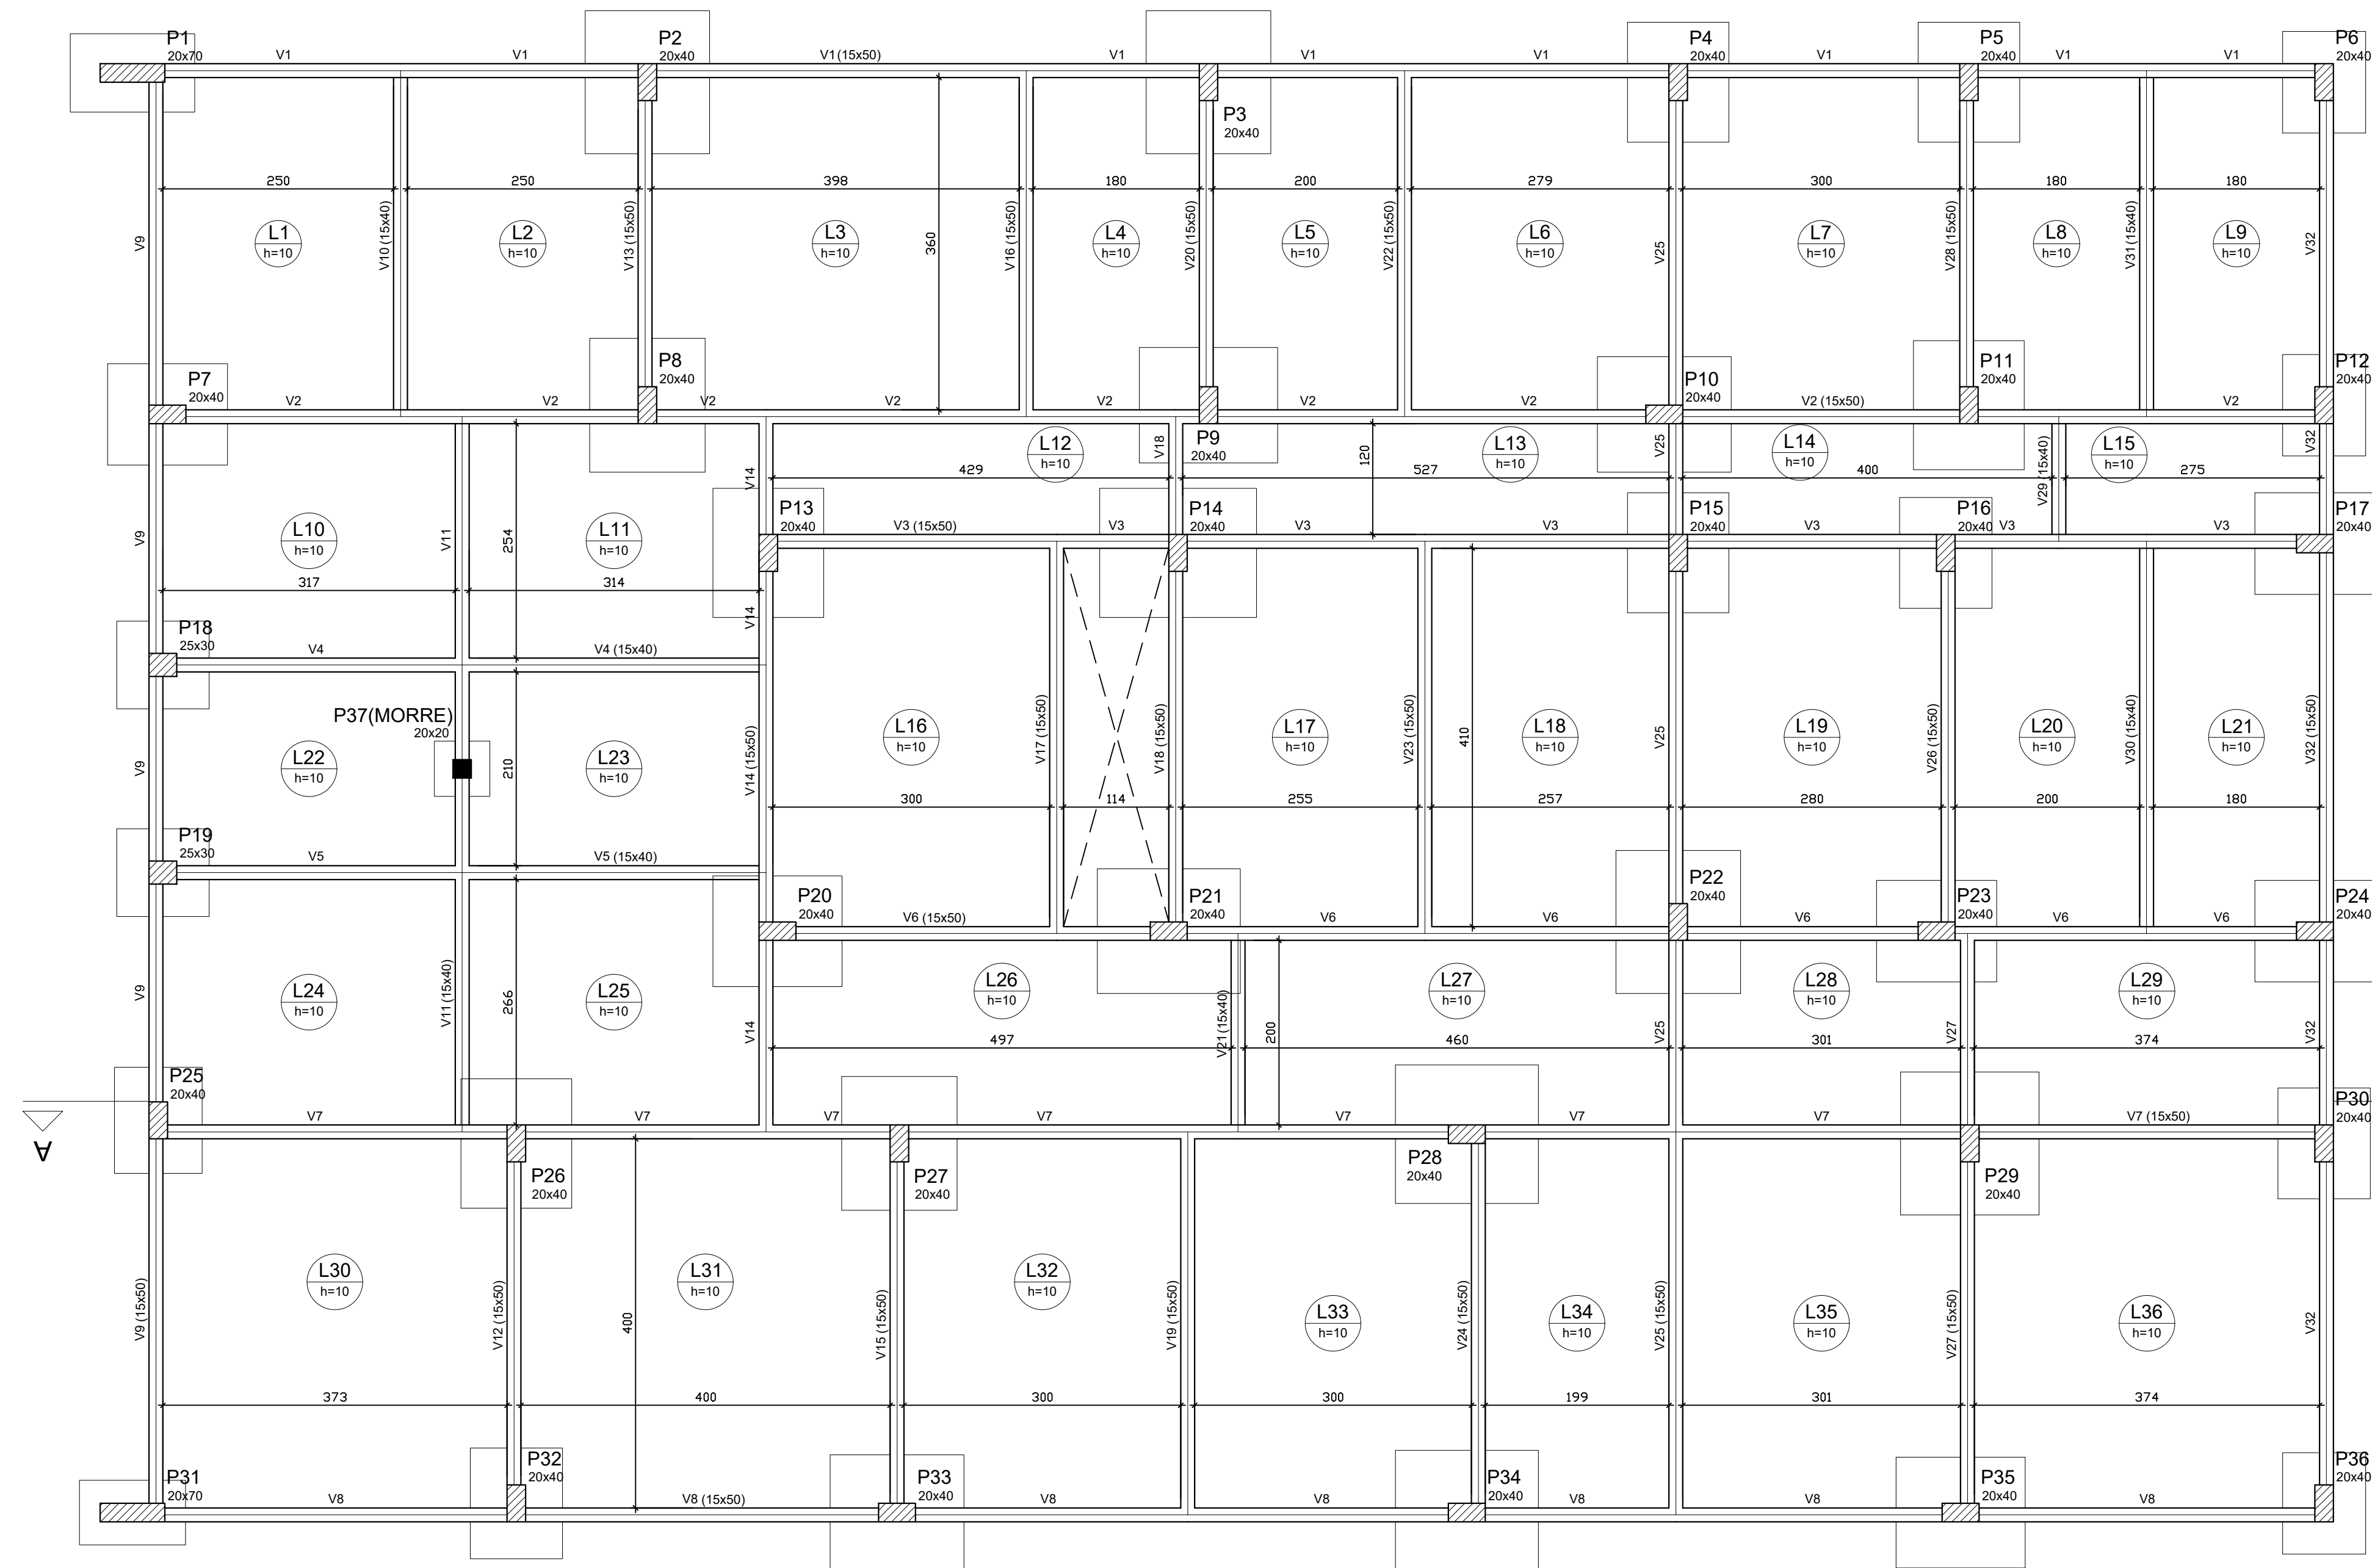 P1
20x70
V1
V1
P2
20x40
V1 (15x50)
V1
V1
V1
P4
20x40
V1
P5
20x40
V1
V1
P6
20x40
P3
20x40
250
250
398
180
200
279
300
180
180
V9
L1
h=10
V10 (15x40)
L2
h=10
V13 (15x50)
L3
h=10
360
V16 (15x50)
L4
h=10
V20 (15x50)
L5
h=10
V22 (15x50)
L6
h=10
V25
L7
h=10
V28 (15x50)
L8
h=10
V31 (15x40)
L9
h=10
V32
P7
20x40
P8
20x40
P10
20x40
P11
20x40
P12
20x40
V2
V2
V2
V2
V2
V2
V2
V2 (15x50)
V2
P9
20x40
V18
V25
V32
L12
h=10
L13
h=10
L14
h=10
L15
h=10
429
120
527
400
V29 (15x40)
275
V14
P13
20x40
V3 (15x50)
V3
P14
20x40
V3
V3
P15
20x40
V3
P16
20x40
V3
V3
P17
20x40
V9
L10
h=10
V11
254
L11
h=10
317
314
V14
P18
25x30
V4
V4 (15x40)
P37(MORRE)
20x20
V9
L22
h=10
210
L23
h=10
V14 (15x50)
L16
h=10
V17 (15x50)
V18 (15x50)
L17
h=10
V23 (15x50)
410
L18
h=10
V25
L19
h=10
V26 (15x50)
L20
h=10
V30 (15x40)
L21
h=10
V32 (15x50)
300
114
255
257
280
200
180
P19
25x30
V5
V5 (15x40)
P20
20x40
V6 (15x50)
P21
20x40
V6
V6
P22
20x40
V6
P23
20x40
V6
V6
P24
20x40
V9
L24
h=10
V11 (15x40)
266
L25
h=10
V14
L26
h=10
V21 (15x40)
200
L27
h=10
V25
L28
h=10
V27
L29
h=10
V32
497
460
301
374
P25
20x40
A
V7
V7
V7
V7
V7
V7
V7
V7 (15x50)
P30
20x40
P26
20x40
P27
20x40
P28
20x40
P29
20x40
V9 (15x50)
L30
h=10
V12 (15x50)
400
L31
h=10
V15 (15x50)
L32
h=10
V19 (15x50)
L33
h=10
V24 (15x50)
L34
h=10
V25 (15x50)
L35
h=10
V27 (15x50)
L36
h=10
V32
373
400
300
300
199
301
374
P31
20x70
V8
P32
20x40
V8 (15x50)
P33
20x40
V8
V8
P34
20x40
V8
V8
P35
20x40
V8
P36
20x40